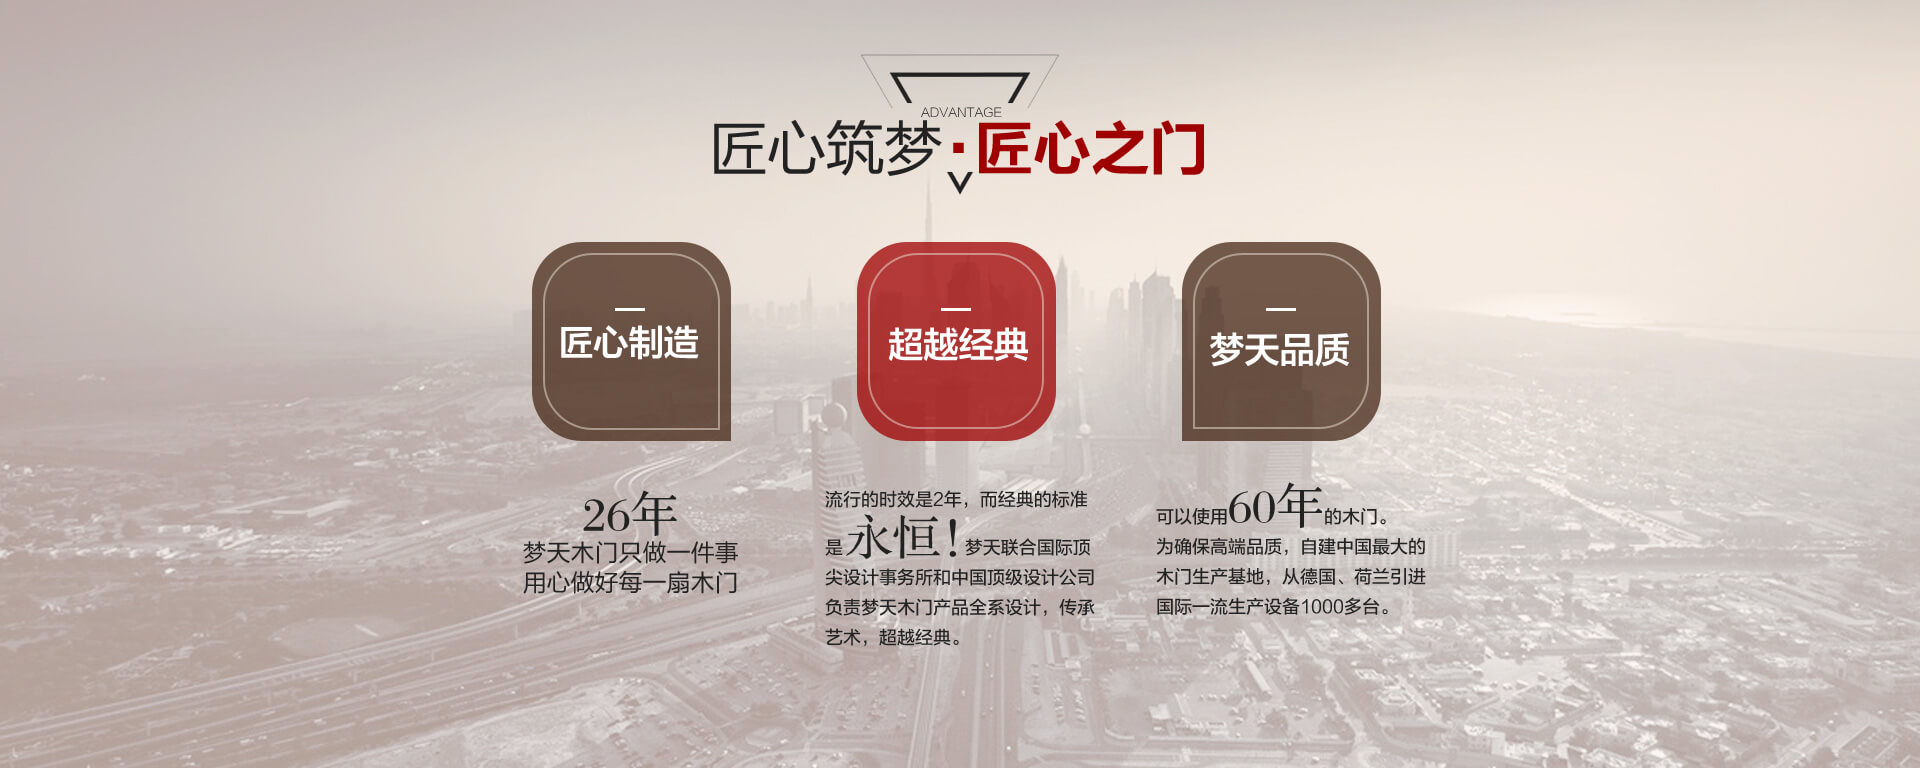 ADVANTAGE
匠心筑梦·匠心之门
匠心制造
超越经典
梦天品质
26年
梦天木门只做一件事
用心做好每一扇木门
流行的时效是2年，而经典的标准
是永恒！梦天联合国际顶
尖设计事务所和中国顶级设计公司
负责梦天木门产品全系设计，传承
艺术，超越经典。
可以使用60年的木门。
为确保高端品质，自建中国最大的
木门生产基地，从德国、荷兰引进
国际一流生产设备1000多台。